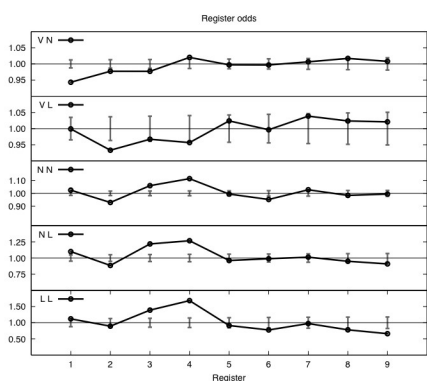 Register odds
V N
1.05
1.00
0.95
V L
1.05
1.00
0.95
N N
1.10
1.00
0.90
N L
1.25
1.00
0.75
L L
1.50
1.00
0.50
1 2 3 4 5 6 7 8 9
Register